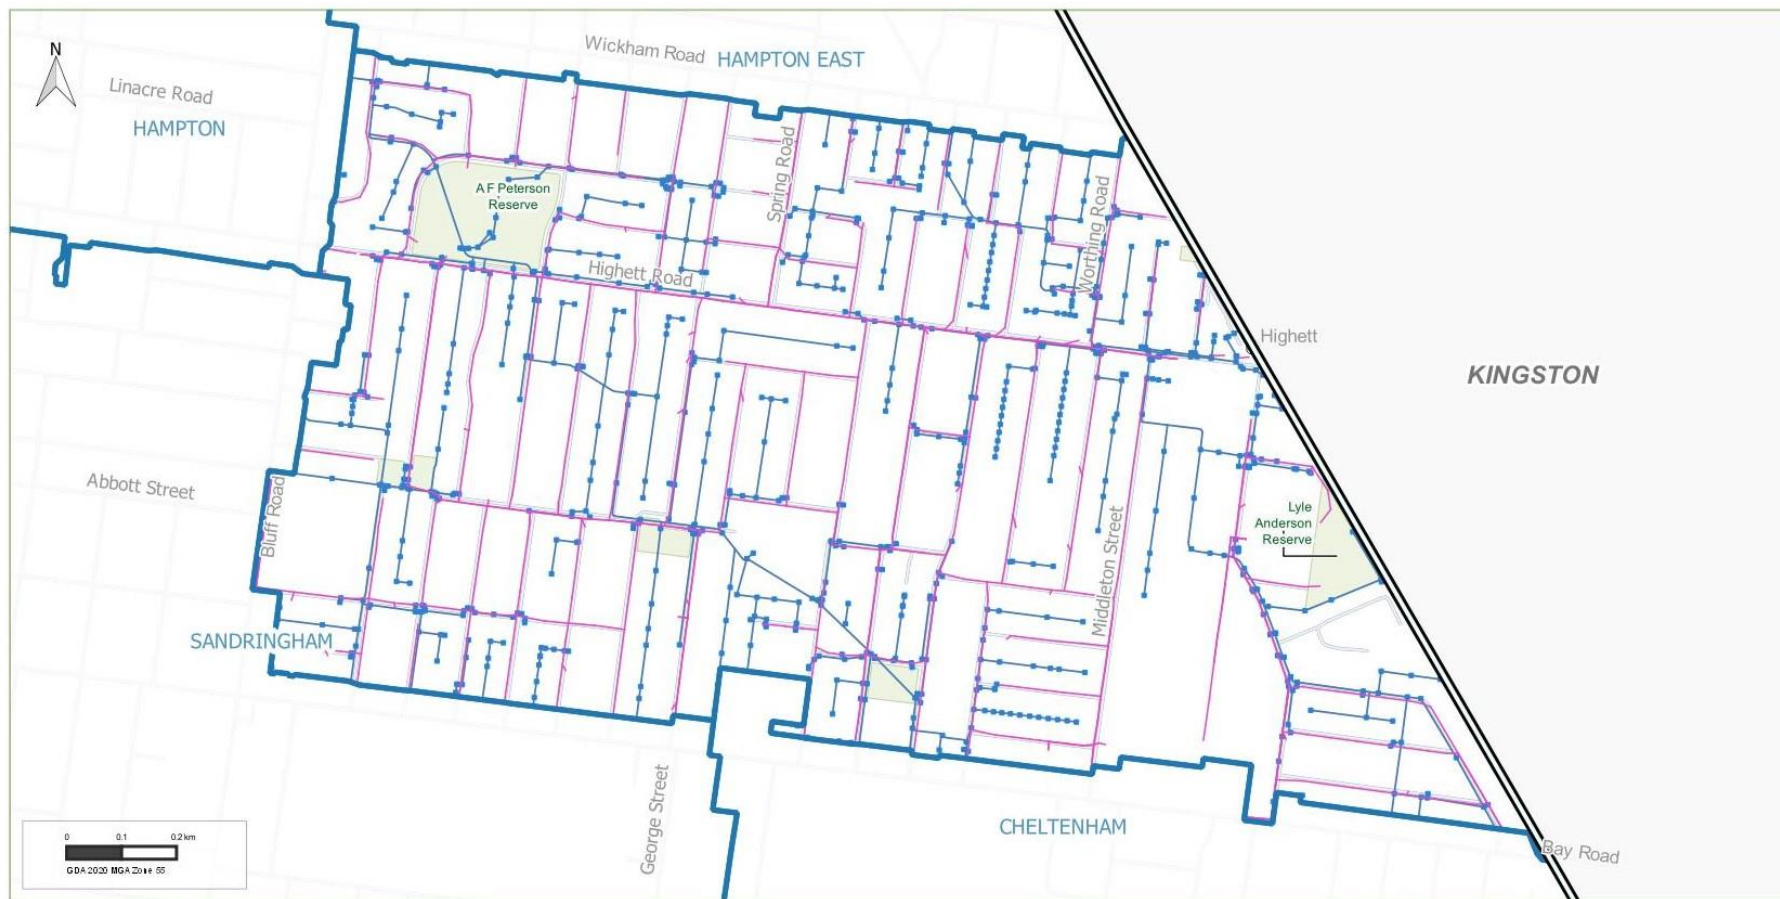 N
Wickham Road
HAMPTON EAST
Linacre Road
HAMPTON
A F Peterson
Reserve
Spring Road
Worthing Road
Highett Road
Highett
KINGSTON
Abbott Street
Bluff Road
Lyle
Anderson
Reserve
Middleton Street
SANDRINGHAM
George Street
CHELTENHAM
Bay Road
0 0.1 0.2 km
GDA 2020 MGA Zone 55